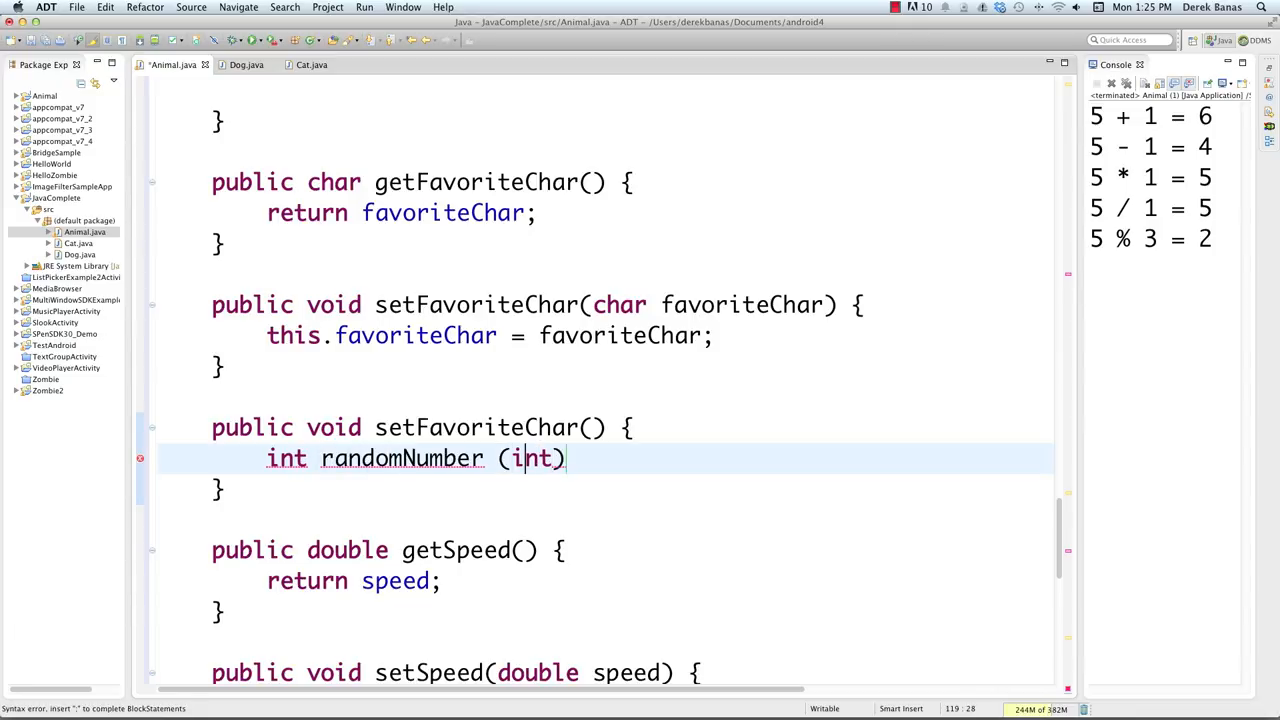 ADT File Edit Refactor Source Navigate Search Project Run Window Help
10
Mon 1:25 PM Derek Banas
Java - JavaComplete/src/Animal.java - ADT - /Users/derekbanas/Documents/android4
Quick Access
Java
DDMS
Package Exp
*Animal.java
Dog.java
Cat.java
Console
Animal
appcompat_v7
appcompat_v7_2
appcompat_v7_3
appcompat_v7_4
BridgeSample
HelloWorld
HelloZombie
ImageFilterSampleApp
JavaComplete
src
(default package)
Animal.java
Cat.java
Dog.java
JRE System Library [
ListPickerExample2Activi
MediaBrowser
MultiWindowSDKExample
MusicPlayerActivity
SlookActivity
SPenSDK30_Demo
TestAndroid
TextGroupActivity
VideoPlayerActivity
Zombie
Zombie2
}
public char getFavoriteChar() {
return favoriteChar;
}
public void setFavoriteChar(char favoriteChar) {
this.favoriteChar = favoriteChar;
}
public void setFavoriteChar() {
int randomNumber (int)
}
public double getSpeed() {
return speed;
}
public void setSpeed(double speed) {
<terminated> Animal (1) [Java Application] /S
5 + 1 = 6
5 - 1 = 4
5 * 1 = 5
5 / 1 = 5
5 % 3 = 2
Syntax error, insert ";" to complete BlockStatements
Writable
Smart Insert
119 : 28
244M of 382M